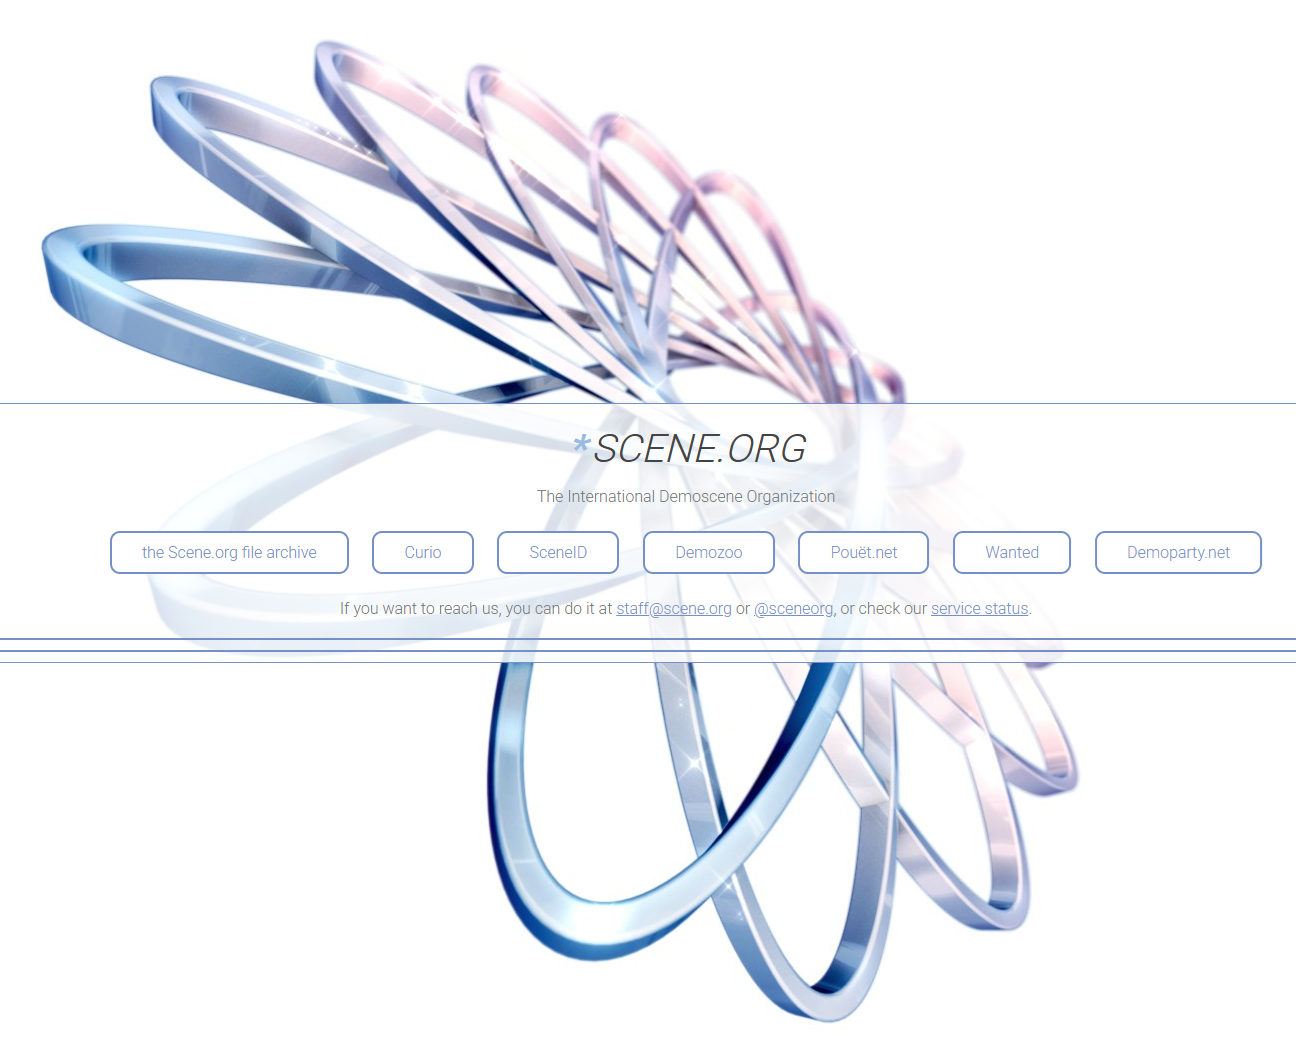 *SCENE.ORG
The International Demoscene Organization
the Scene.org file archive Curio SceneID Demozoo Pouët.net Wanted Demoparty.net
If you want to reach us, you can do it at staff@scene.org or @sceneorg, or check our service status.